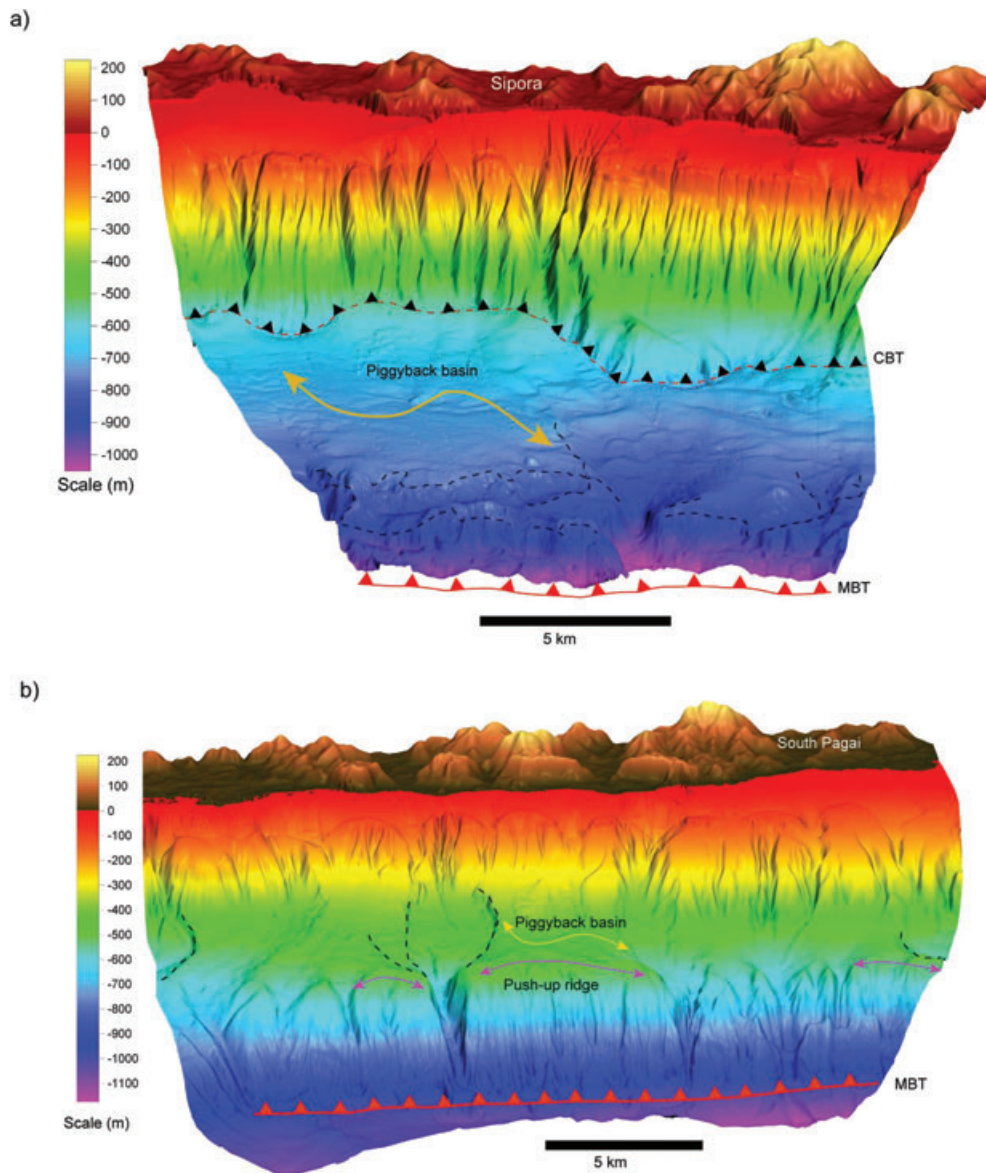 a)
200
100
0
-100
-200
-300
-400
-500
-600
-700
-800
-900
-1000
Scale (m)
Sipora
Piggyback basin
CBT
MBT
5 km
b)
200
100
0
-100
-200
-300
-400
-500
-600
-700
-800
-900
-1000
-1100
Scale (m)
South Pagai
Piggyback basin
Push-up ridge
MBT
5 km